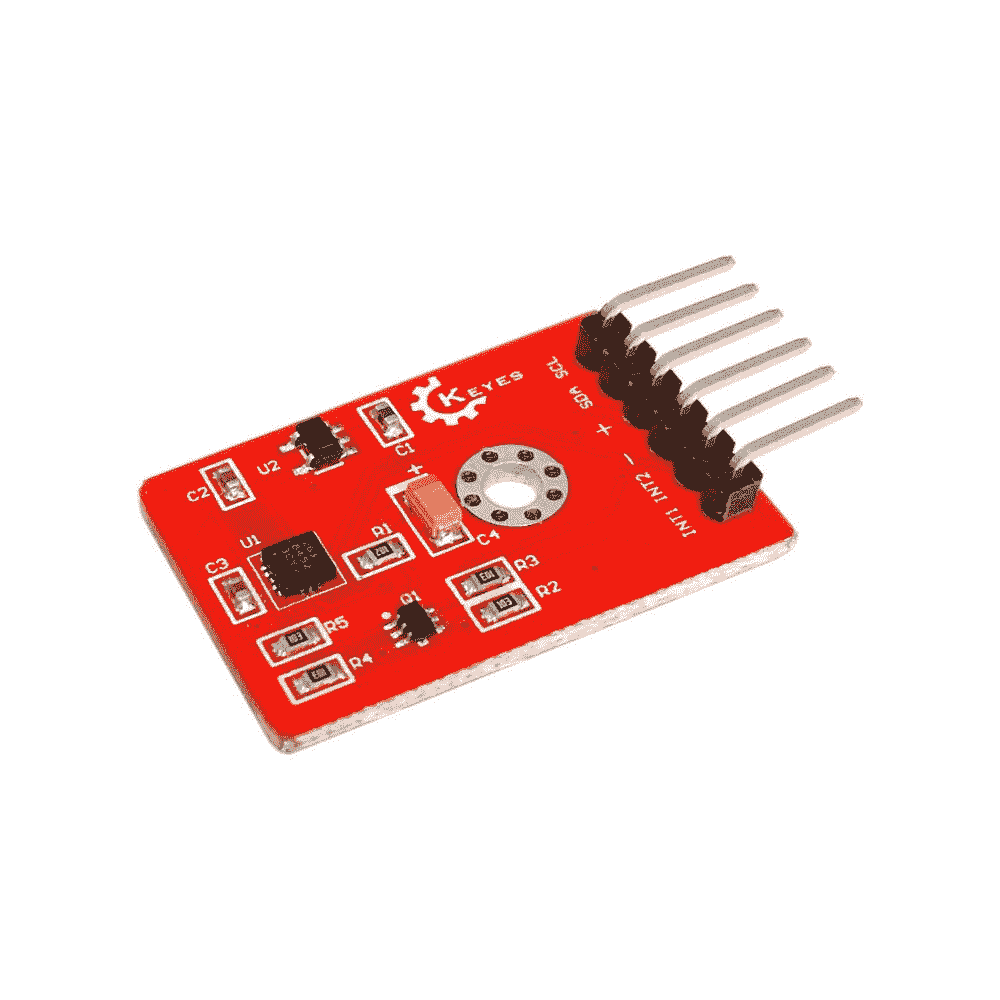 KEYES
SCL
SDA
+
−
INT2
INT1
C1
U2
C2
+
C4
R1
U1
C3
R3
R2
Q1
R5
R4